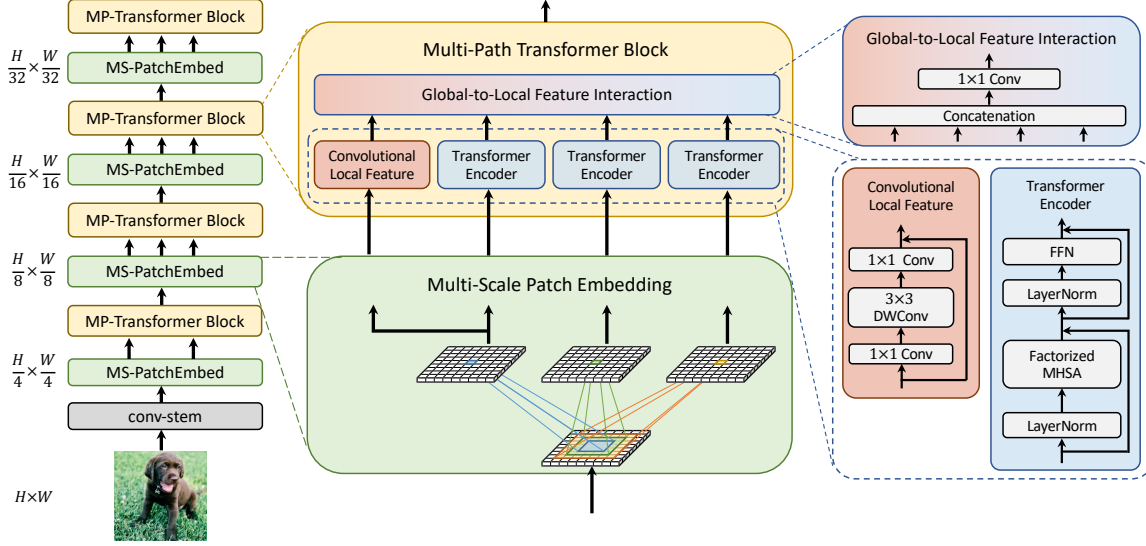 MP-Transformer Block
H/32 × W/32
MS-PatchEmbed
MP-Transformer Block
H/16 × W/16
MS-PatchEmbed
MP-Transformer Block
H/8 × W/8
MS-PatchEmbed
MP-Transformer Block
H/4 × W/4
MS-PatchEmbed
conv-stem
H×W
Multi-Path Transformer Block
Global-to-Local Feature Interaction
Convolutional
Local Feature
Transformer
Encoder
Transformer
Encoder
Transformer
Encoder
Multi-Scale Patch Embedding
Global-to-Local Feature Interaction
1×1 Conv
Concatenation
Convolutional
Local Feature
1×1 Conv
3×3
DWConv
1×1 Conv
Transformer
Encoder
FFN
LayerNorm
Factorized
MHSA
LayerNorm